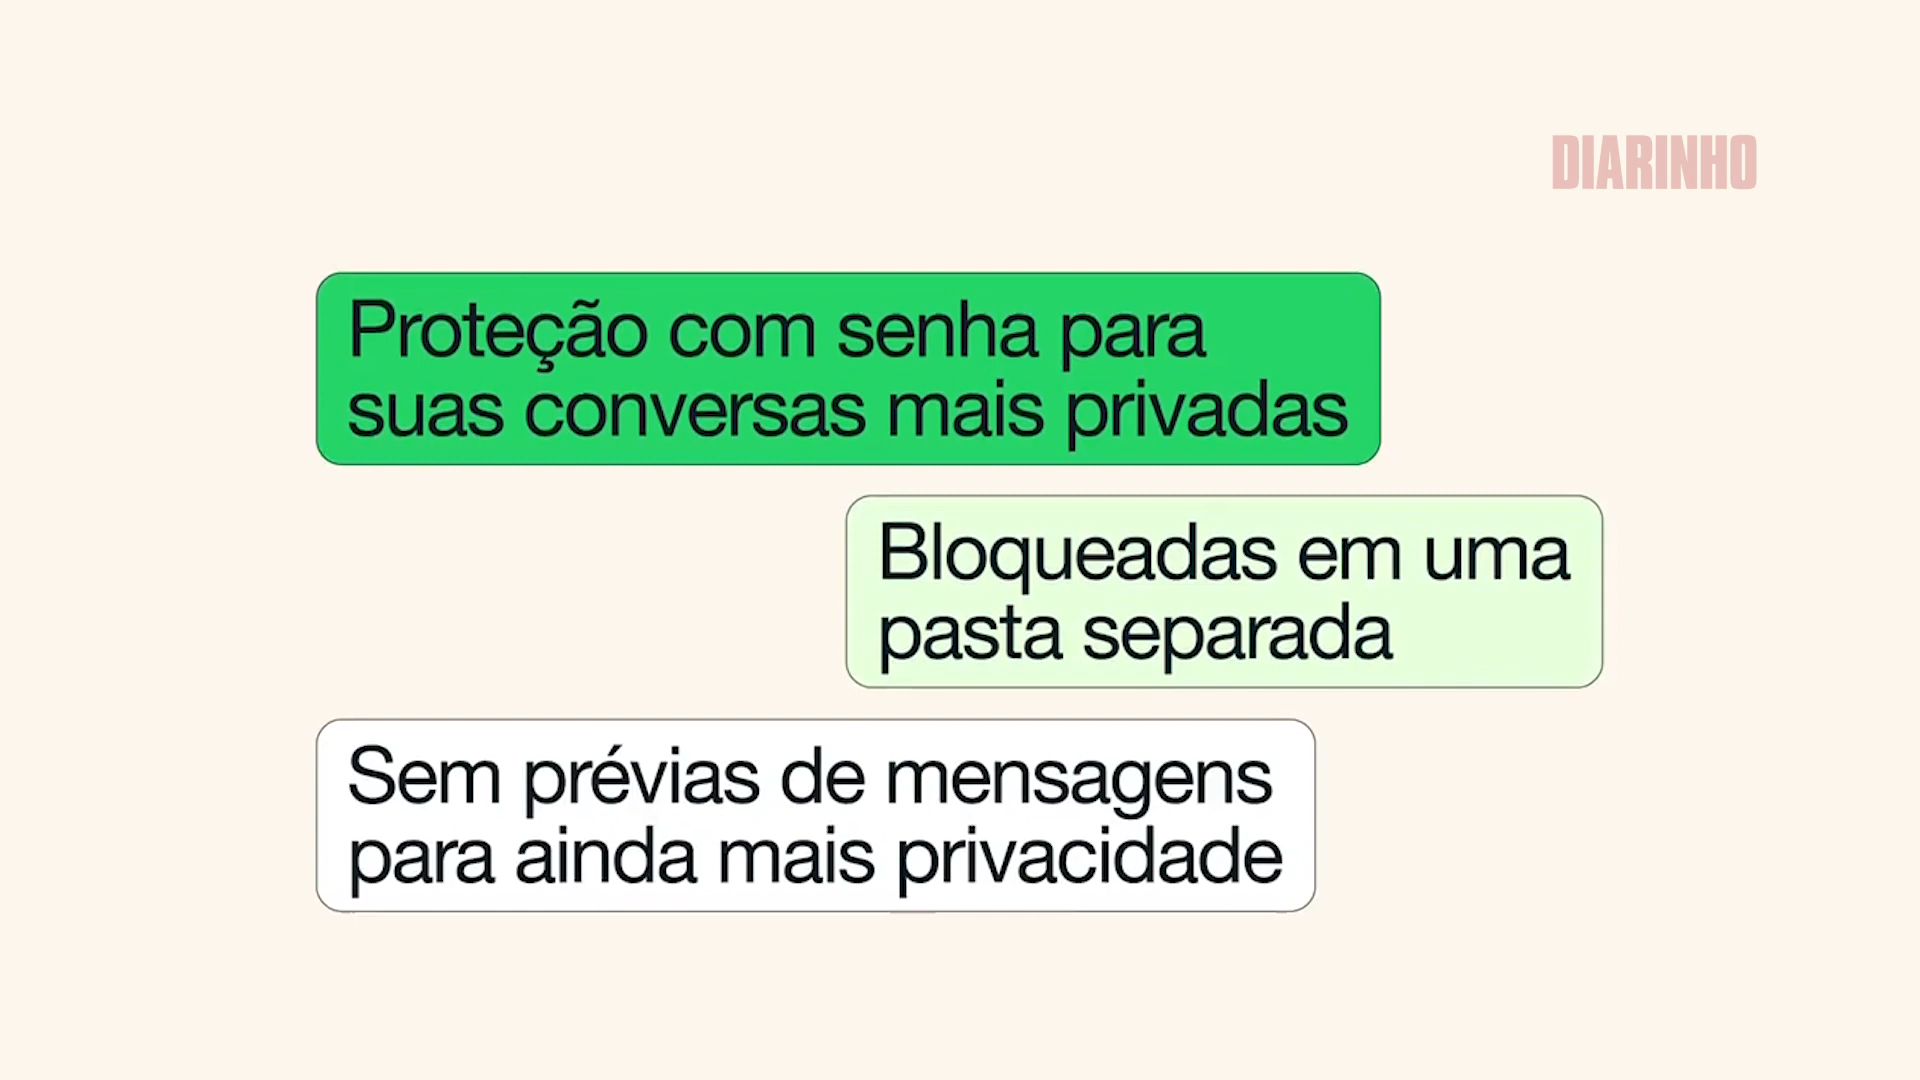 DIARINHO
Proteção com senha para
suas conversas mais privadas
Bloqueadas em uma
pasta separada
Sem prévias de mensagens
para ainda mais privacidade